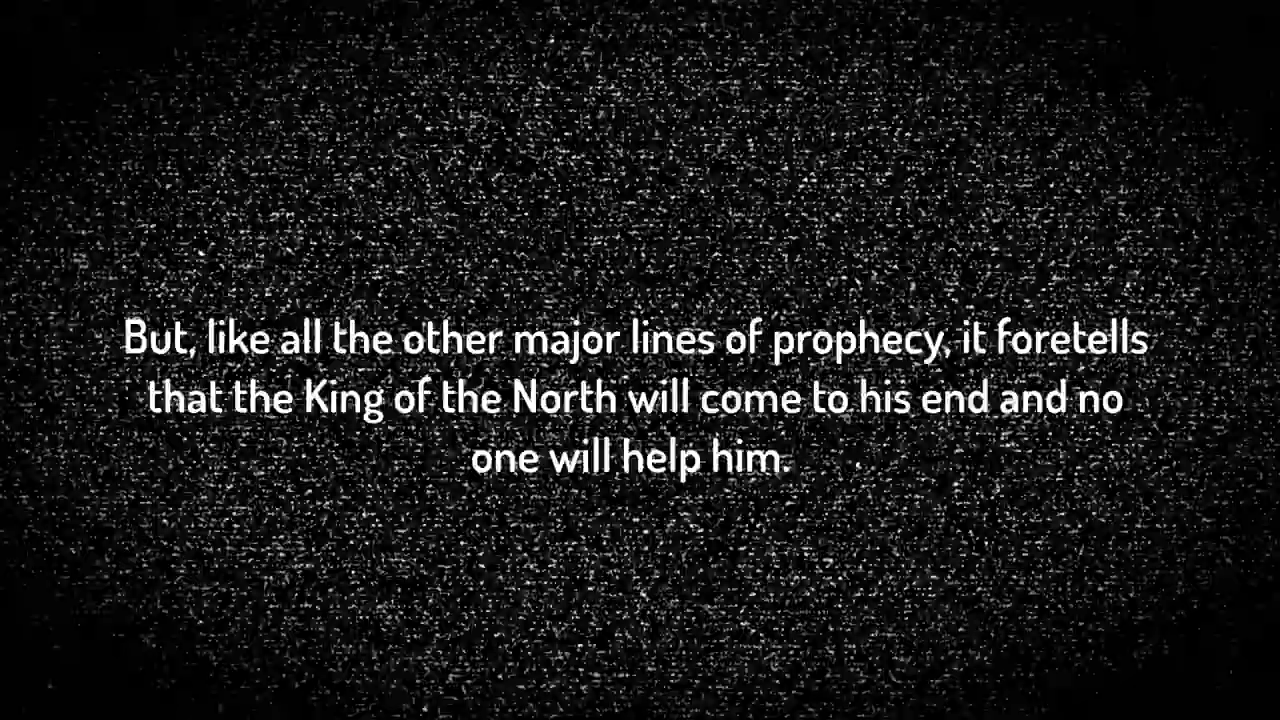 But, like all the other major lines of prophecy, it foretells
that the King of the North will come to his end and no
one will help him.